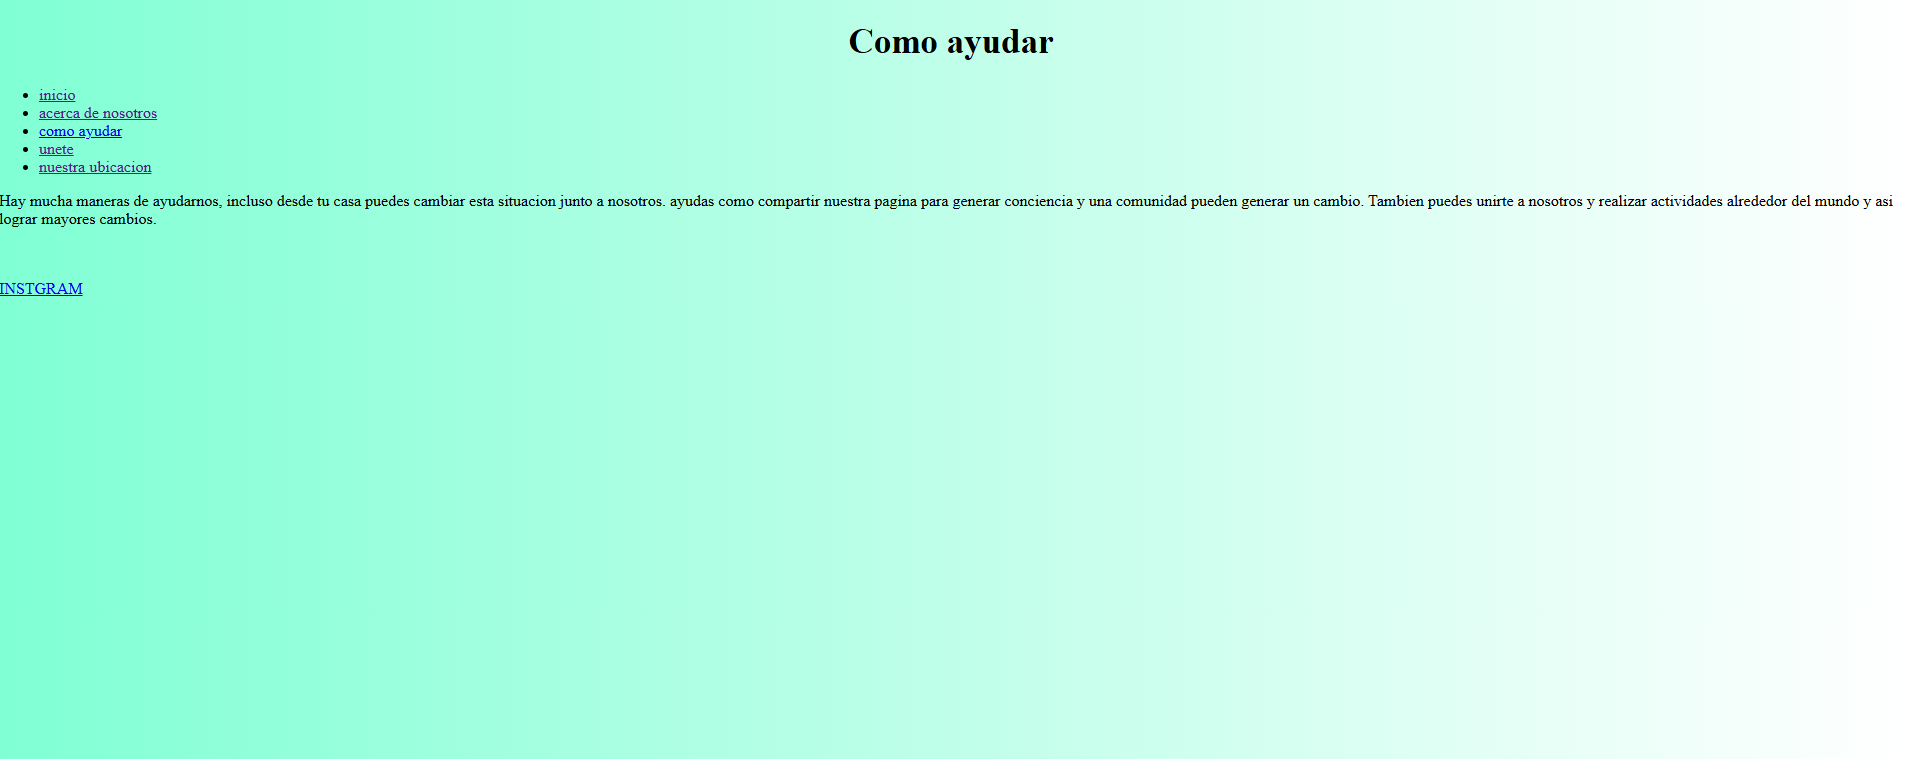 Como ayudar
inicio
acerca de nosotros
como ayudar
unete
nuestra ubicacion
Hay mucha maneras de ayudarnos, incluso desde tu casa puedes cambiar esta situacion junto a nosotros. ayudas como compartir nuestra pagina para generar conciencia y una comunidad pueden generar un cambio. Tambien puedes unirte a nosotros y realizar actividades alrededor del mundo y asi
lograr mayores cambios.
INSTGRAM